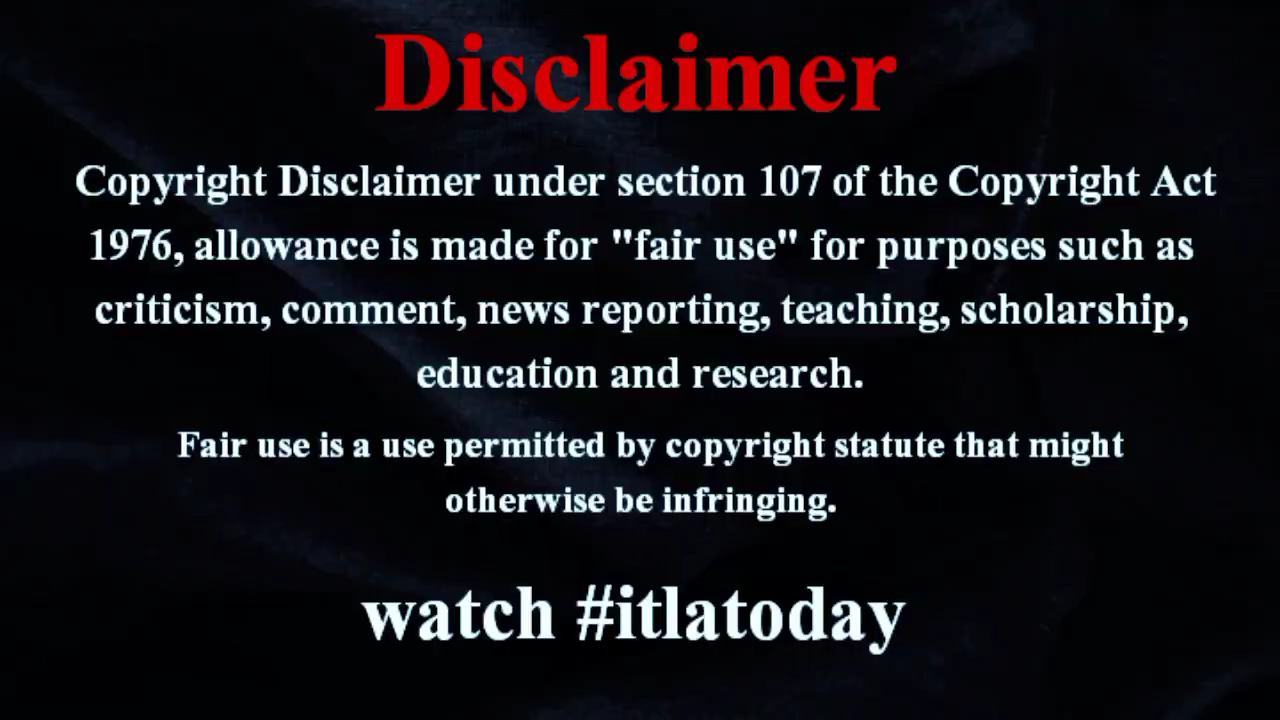 Disclaimer
Copyright Disclaimer under section 107 of the Copyright Act
1976, allowance is made for "fair use" for purposes such as
criticism, comment, news reporting, teaching, scholarship,
education and research.
Fair use is a use permitted by copyright statute that might
otherwise be infringing.
watch #itlatoday